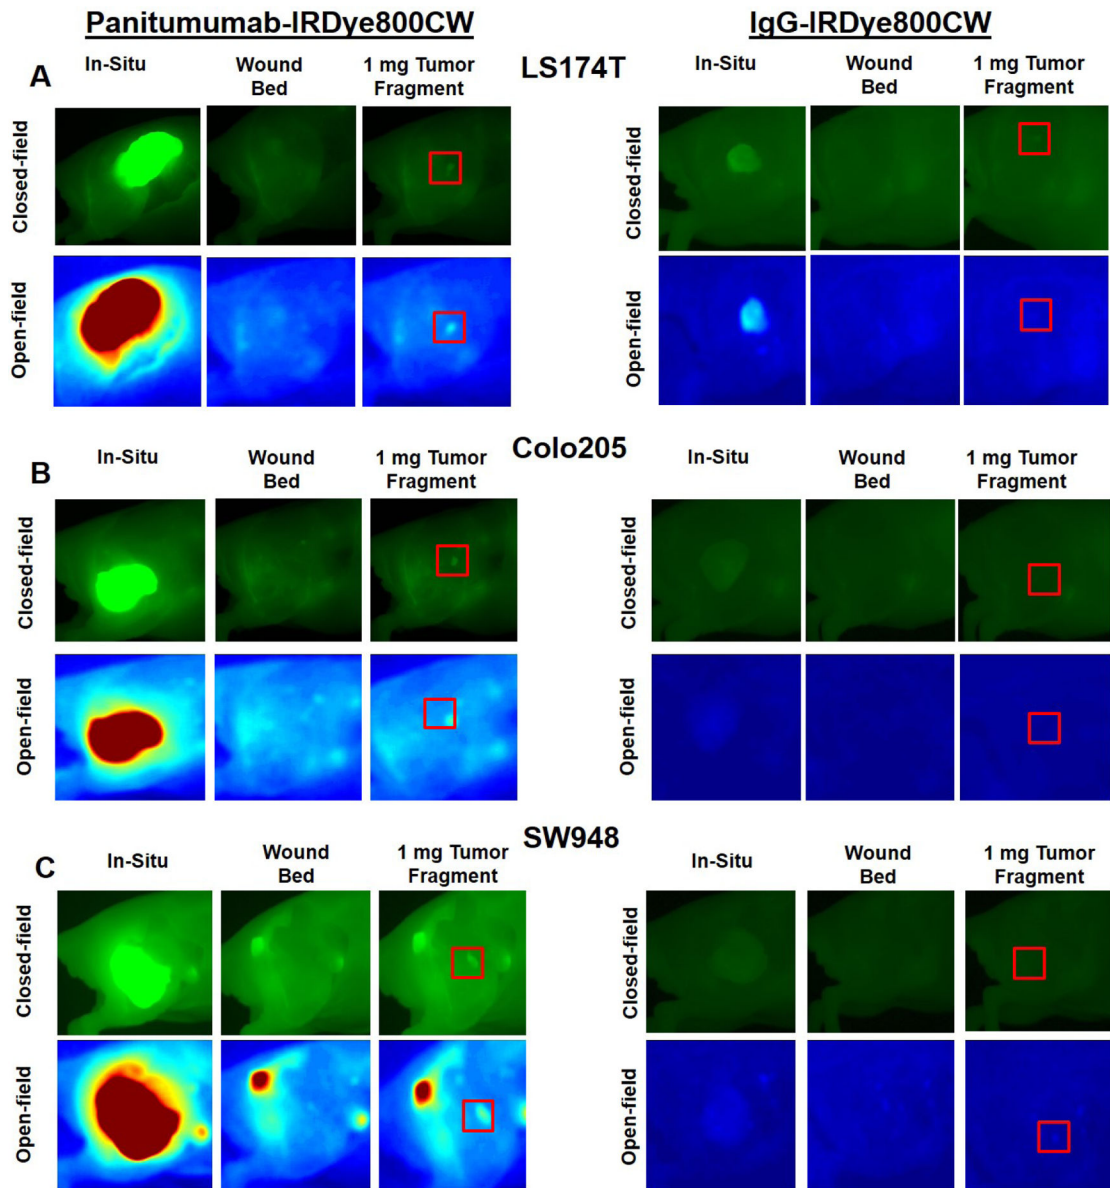 Panitumumab-IRDye800CW
IgG-IRDye800CW
A
In-Situ
Wound
Bed
1 mg Tumor
Fragment
LS174T
In-Situ
Wound
Bed
1 mg Tumor
Fragment
Closed-field
Closed-field
Open-field
Open-field
B
In-Situ
Wound
Bed
1 mg Tumor
Fragment
Colo205
In-Situ
Wound
Bed
1 mg Tumor
Fragment
Closed-field
Closed-field
Open-field
Open-field
C
In-Situ
Wound
Bed
1 mg Tumor
Fragment
SW948
In-Situ
Wound
Bed
1 mg Tumor
Fragment
Closed-field
Closed-field
Open-field
Open-field